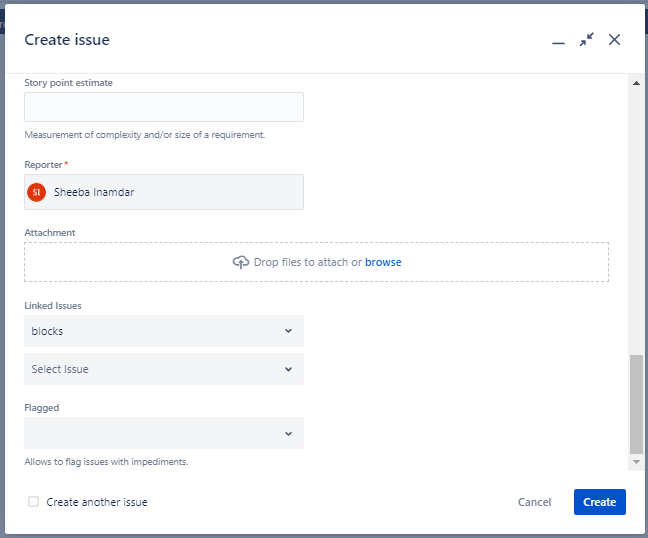 Create issue
Story point estimate
Measurement of complexity and/or size of a requirement.
Reporter*
SI Sheeba Inamdar
Attachment
Drop files to attach or browse
Linked Issues
blocks
Select Issue
Flagged
Allows to flag issues with impediments.
Create another issue Cancel Create